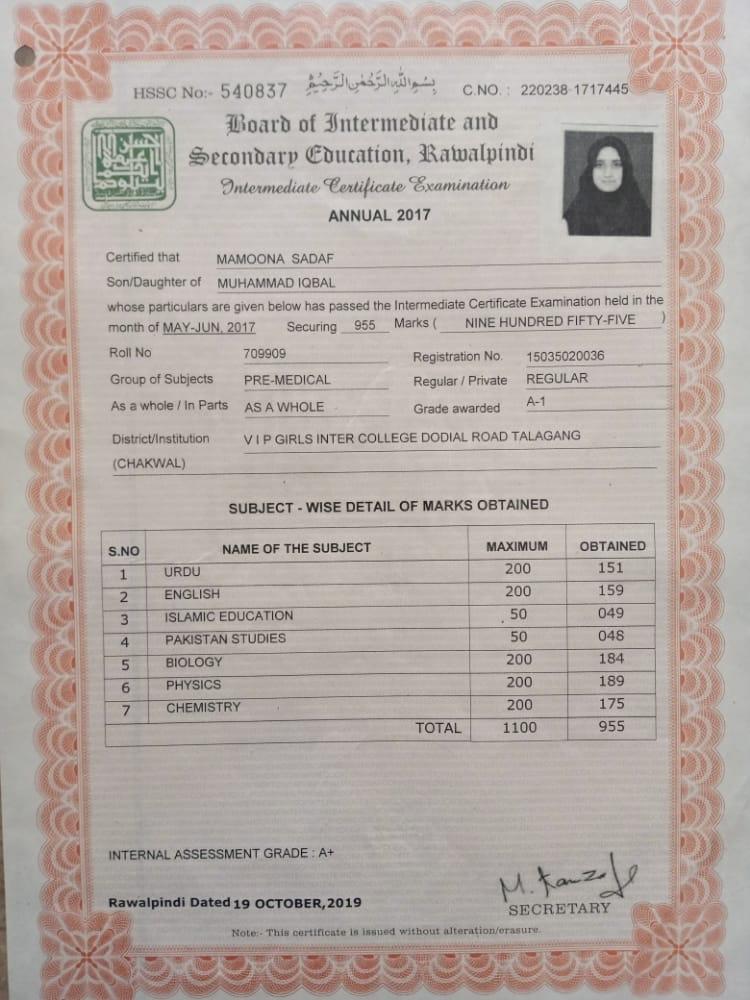 HSSC No:- 540837 بِسْمِ اللّٰهِ الرَّحْمٰنِ الرَّحِيْمِ C.NO. : 220238-1717445
Board of Intermediate and
Secondary Education, Rawalpindi
Intermediate Certificate Examination
ANNUAL 2017
Certified that MAMOONA SADAF
Son/Daughter of MUHAMMAD IQBAL
whose particulars are given below has passed the Intermediate Certificate Examination held in the
month of MAY-JUN, 2017 Securing 955 Marks ( NINE HUNDRED FIFTY-FIVE )
Roll No 709909 Registration No. 15035020036
Group of Subjects PRE-MEDICAL Regular / Private REGULAR
As a whole / In Parts AS A WHOLE Grade awarded A-1
District/Institution V I P GIRLS INTER COLLEGE DODIAL ROAD TALAGANG
(CHAKWAL)
SUBJECT - WISE DETAIL OF MARKS OBTAINED
S.NO NAME OF THE SUBJECT MAXIMUM OBTAINED
1 URDU 200 151
2 ENGLISH 200 159
3 ISLAMIC EDUCATION 50 049
4 PAKISTAN STUDIES 50 048
5 BIOLOGY 200 184
6 PHYSICS 200 189
7 CHEMISTRY 200 175
TOTAL 1100 955
INTERNAL ASSESSMENT GRADE : A+
Rawalpindi Dated 19 OCTOBER,2019
SECRETARY
Note:- This certificate is issued without alteration/erasure.